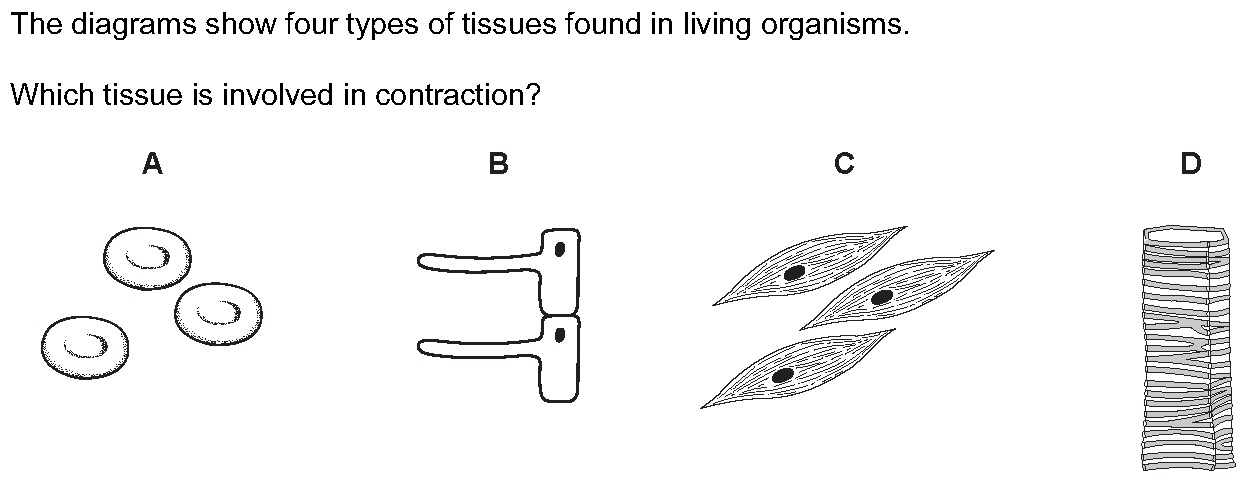 The diagrams show four types of tissues found in living organisms.
Which tissue is involved in contraction?
A B C D